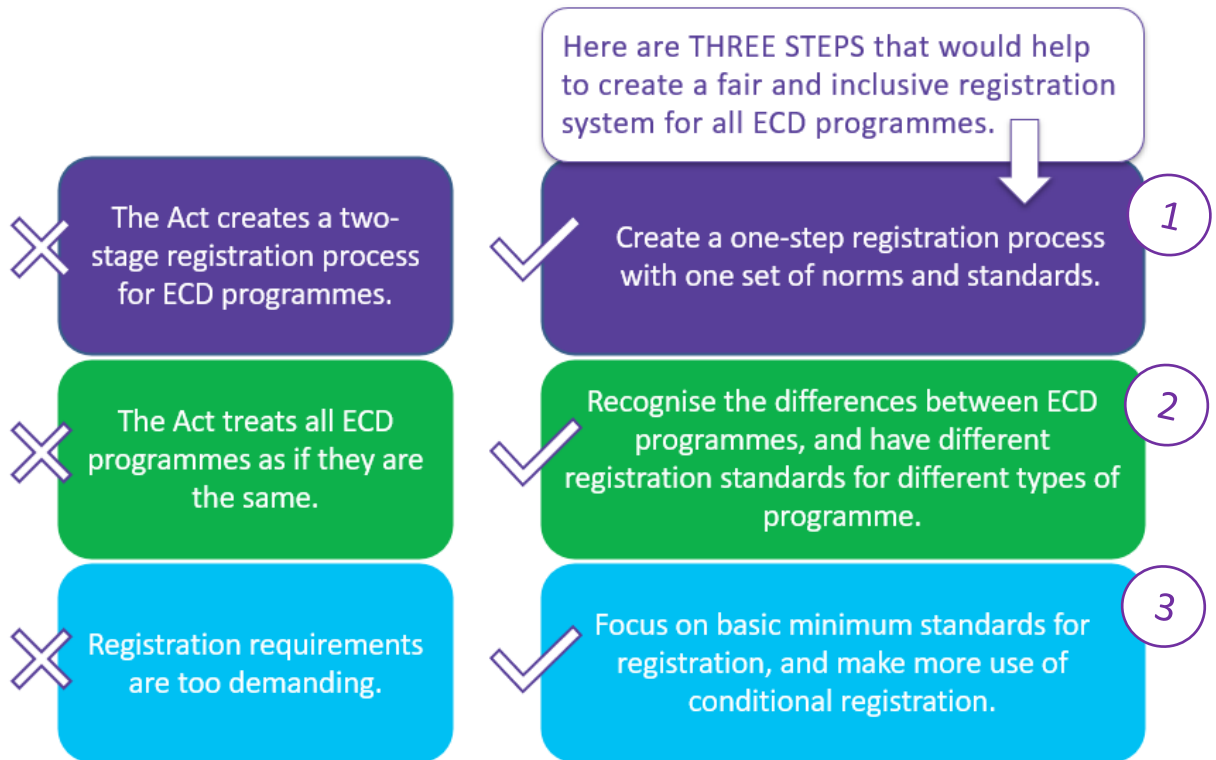 Here are THREE STEPS that would help
to create a fair and inclusive registration
system for all ECD programmes.
The Act creates a two-
stage registration process
for ECD programmes.
Create a one-step registration process
with one set of norms and standards.
1
The Act treats all ECD
programmes as if they are
the same.
Recognise the differences between ECD
programmes, and have different
registration standards for different types of
programme.
2
Registration requirements
are too demanding.
Focus on basic minimum standards for
registration, and make more use of
conditional registration.
3